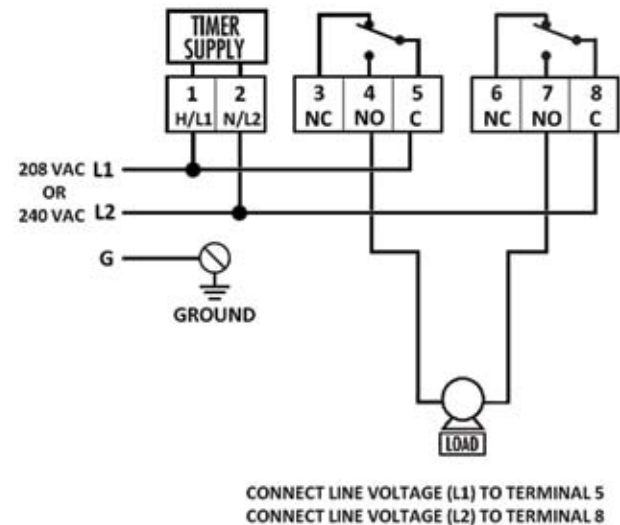 TIMER
SUPPLY
1 2
H/L1 N/L2
3 4 5
NC NO C
6 7 8
NC NO C
208 VAC L1
OR
240 VAC L2
G
GROUND
LOAD
CONNECT LINE VOLTAGE (L1) TO TERMINAL 5
CONNECT LINE VOLTAGE (L2) TO TERMINAL 8